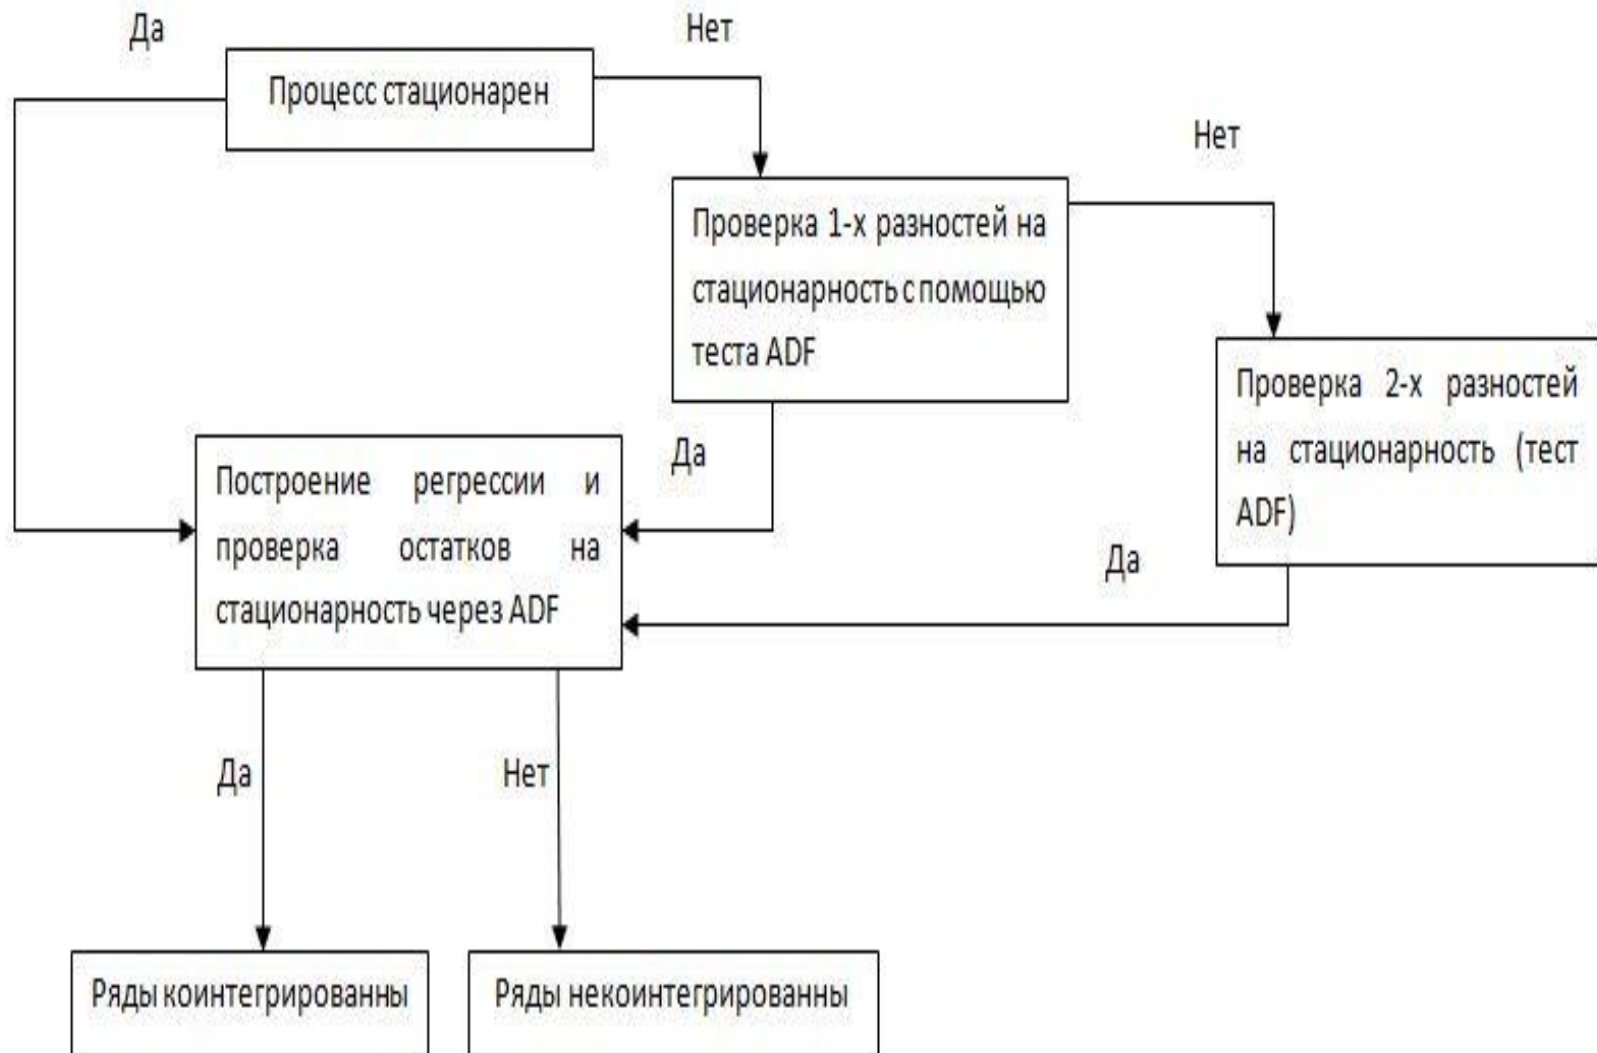 Да
Нет
Процесс стационарен
Нет
Проверка 1-х разностей на
стационарность с помощью
теста ADF
Проверка 2-х разностей
на стационарность (тест
ADF)
Да
Построение регрессии и
проверка остатков на
стационарность через ADF
Да
Да
Нет
Ряды коинтегрированны
Ряды некоинтегрированны